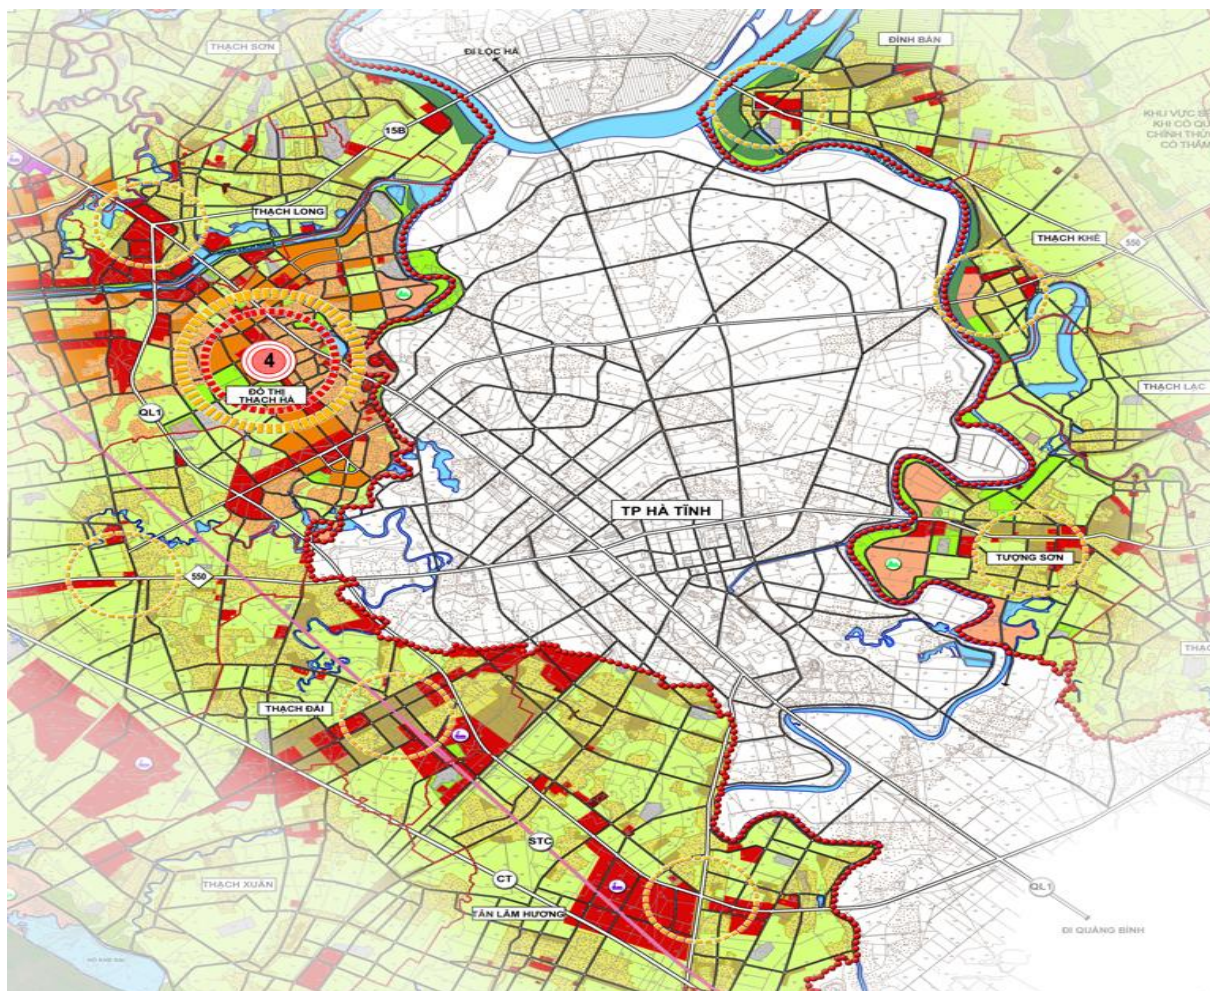 THẠCH SƠN
ĐỈNH BÀN
ĐI LỘC HÀ
15B
THẠCH LONG
THẠCH KHÊ
550
4
ĐÔ THỊ
THẠCH HÀ
THẠCH LẠC
QL1
TP HÀ TĨNH
TƯỢNG SƠN
550
THẠCH ĐÀI
STC
CT
THẠCH XUÂN
TÂN LÂM HƯƠNG
QL1
ĐI QUẢNG BÌNH